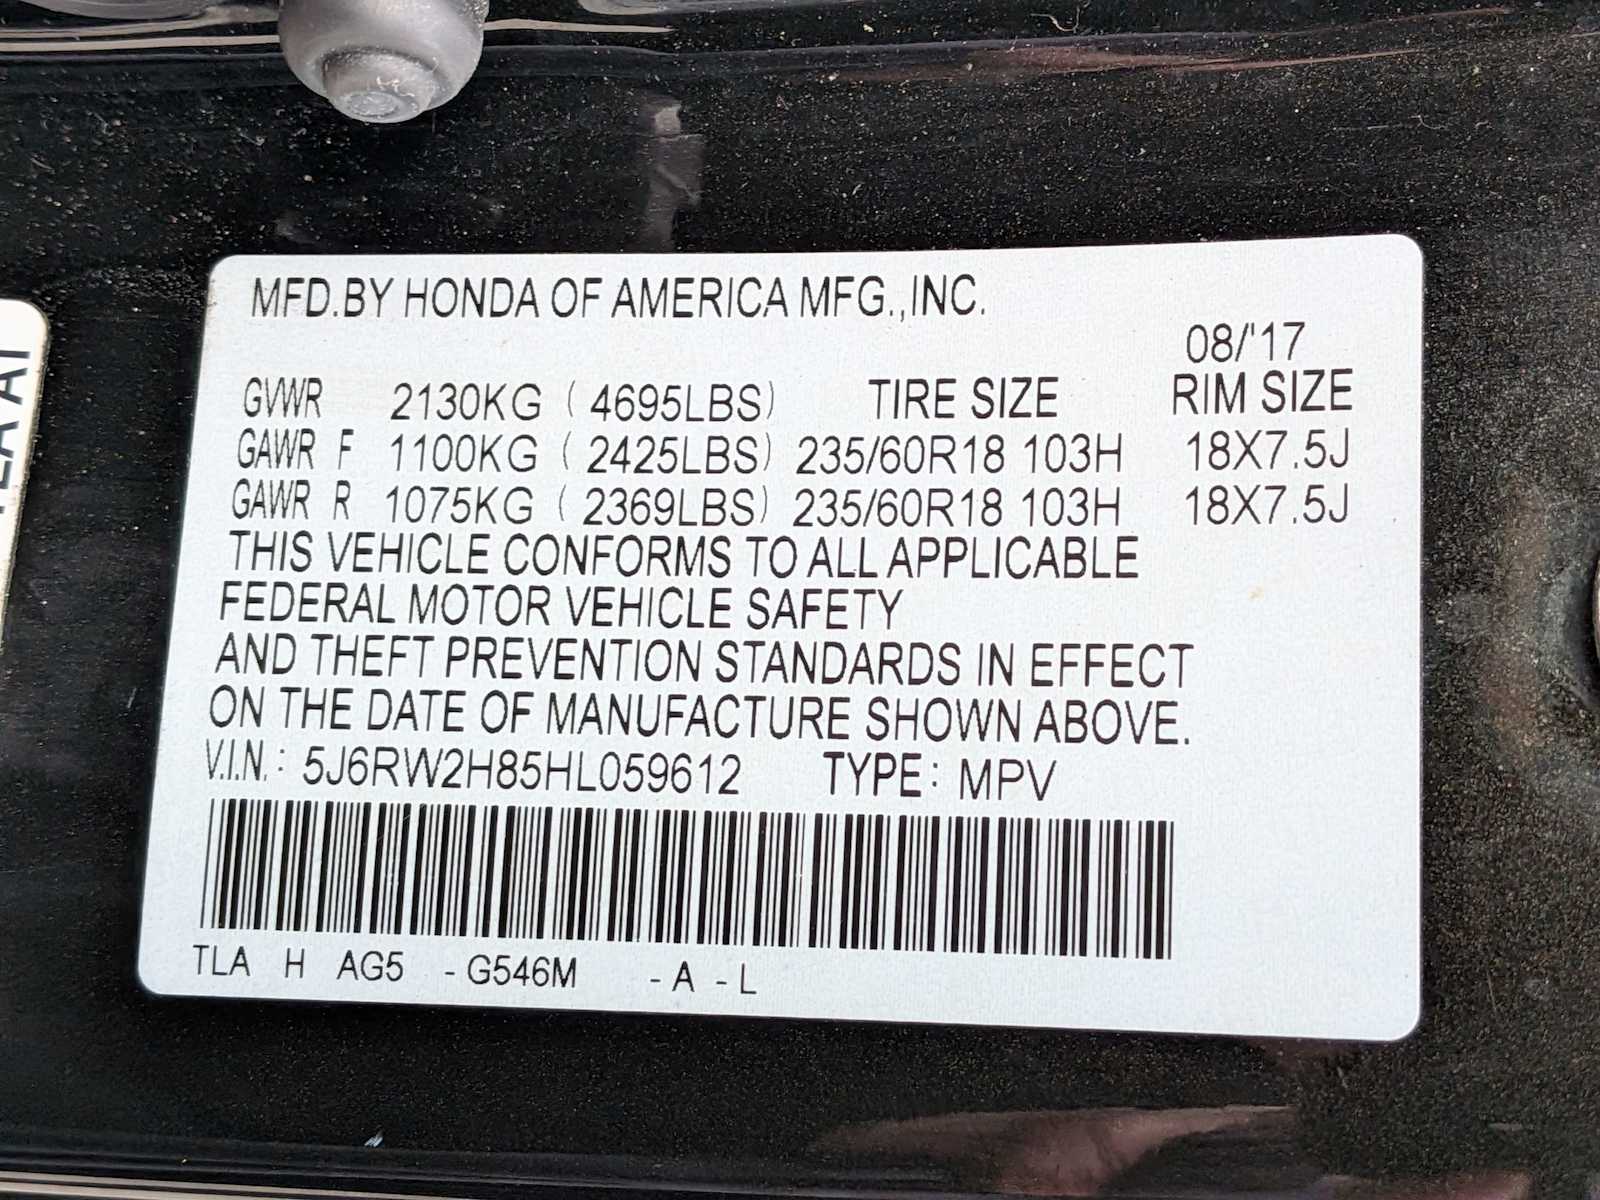 MFD.BY HONDA OF AMERICA MFG.,INC.
08/'17
GVWR 2130KG ( 4695LBS) TIRE SIZE RIM SIZE
GAWR F 1100KG ( 2425LBS) 235/60R18 103H 18X7.5J
GAWR R 1075KG ( 2369LBS) 235/60R18 103H 18X7.5J
THIS VEHICLE CONFORMS TO ALL APPLICABLE
FEDERAL MOTOR VEHICLE SAFETY
AND THEFT PREVENTION STANDARDS IN EFFECT
ON THE DATE OF MANUFACTURE SHOWN ABOVE.
V.I.N. : 5J6RW2H85HL059612 TYPE : MPV
TLA H AG5 - G546M - A - L